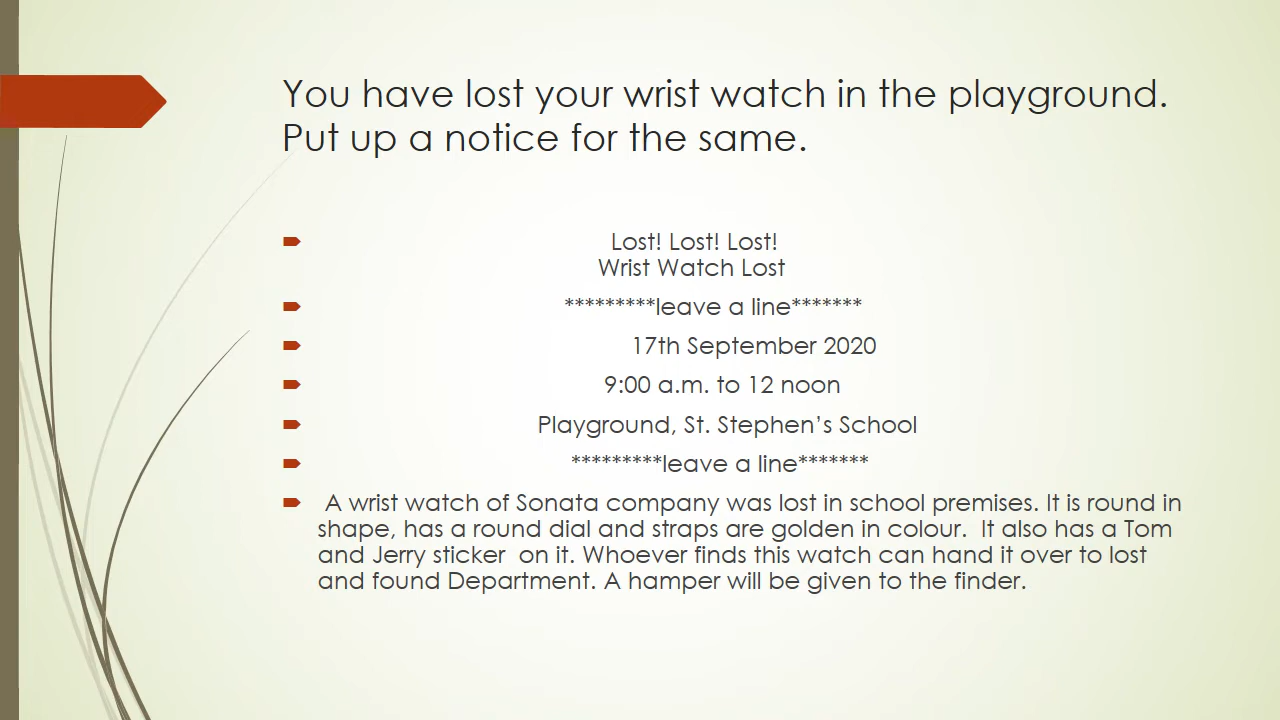 You have lost your wrist watch in the playground.
Put up a notice for the same.
Lost! Lost! Lost!
Wrist Watch Lost
*********leave a line*******
17th September 2020
9:00 a.m. to 12 noon
Playground, St. Stephen’s School
*********leave a line*******
A wrist watch of Sonata company was lost in school premises. It is round in
shape, has a round dial and straps are golden in colour.  It also has a Tom
and Jerry sticker  on it. Whoever finds this watch can hand it over to lost
and found Department. A hamper will be given to the finder.